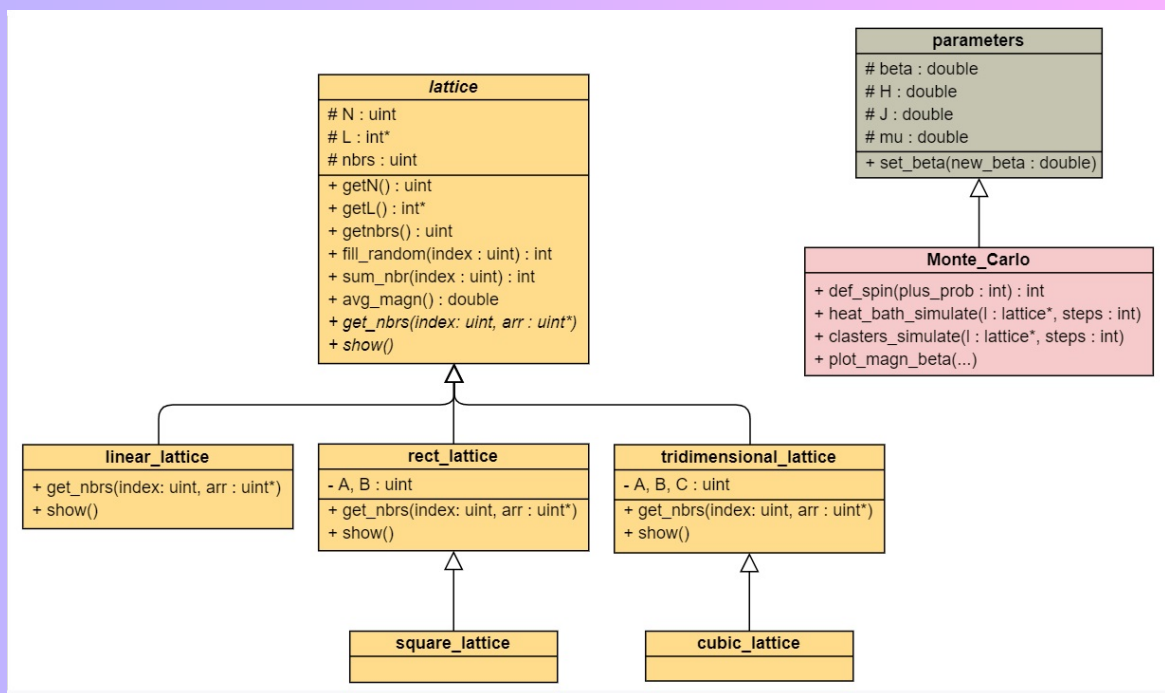 parameters
# beta : double
# H : double
# J : double
# mu : double
+ set_beta(new_beta : double)
lattice
# N : uint
# L : int*
# nbrs : uint
+ getN() : uint
+ getL() : int*
+ getnbrs() : uint
+ fill_random(index : uint) : int
+ sum_nbr(index : uint) : int
+ avg_magn() : double
+ get_nbrs(index: uint, arr : uint*)
+ show()
Monte_Carlo
+ def_spin(plus_prob : int) : int
+ heat_bath_simulate(l : lattice*, steps : int)
+ clasters_simulate(l : lattice*, steps : int)
+ plot_magn_beta(...)
linear_lattice
+ get_nbrs(index: uint, arr : uint*)
+ show()
rect_lattice
- A, B : uint
+ get_nbrs(index: uint, arr : uint*)
+ show()
tridimensional_lattice
- A, B, C : uint
+ get_nbrs(index: uint, arr : uint*)
+ show()
square_lattice
cubic_lattice